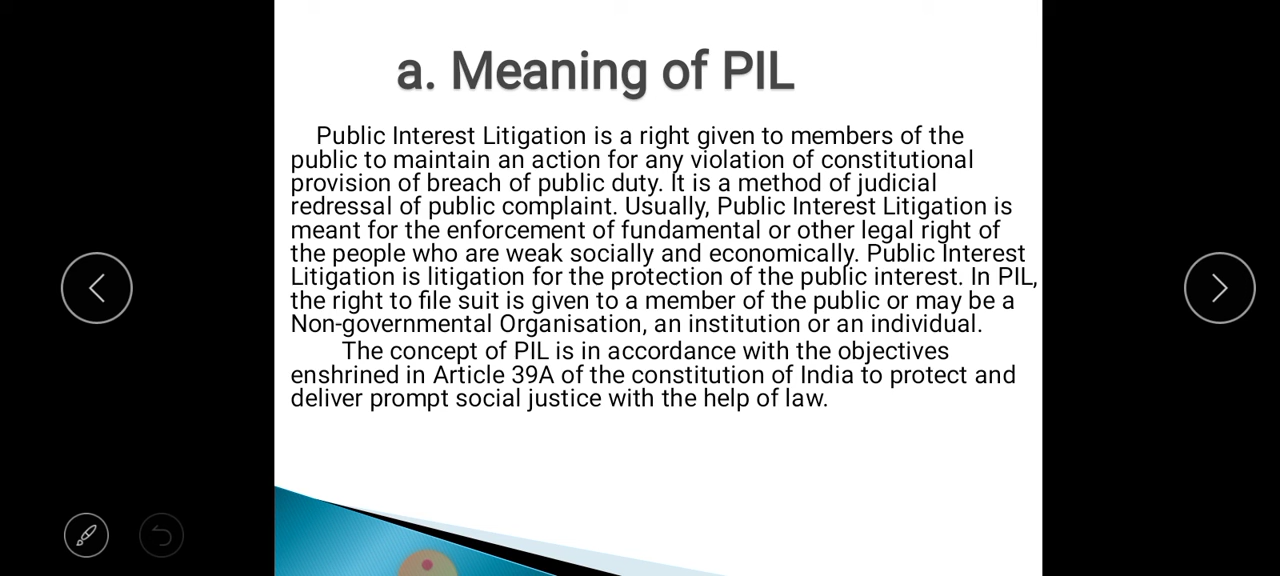 a. Meaning of PIL
Public Interest Litigation is a right given to members of the
public to maintain an action for any violation of constitutional
provision of breach of public duty. It is a method of judicial
redressal of public complaint. Usually, Public Interest Litigation is
meant for the enforcement of fundamental or other legal right of
the people who are weak socially and economically. Public Interest
Litigation is litigation for the protection of the public interest. In PIL,
the right to file suit is given to a member of the public or may be a
Non-governmental Organisation, an institution or an individual.
The concept of PIL is in accordance with the objectives
enshrined in Article 39A of the constitution of India to protect and
deliver prompt social justice with the help of law.